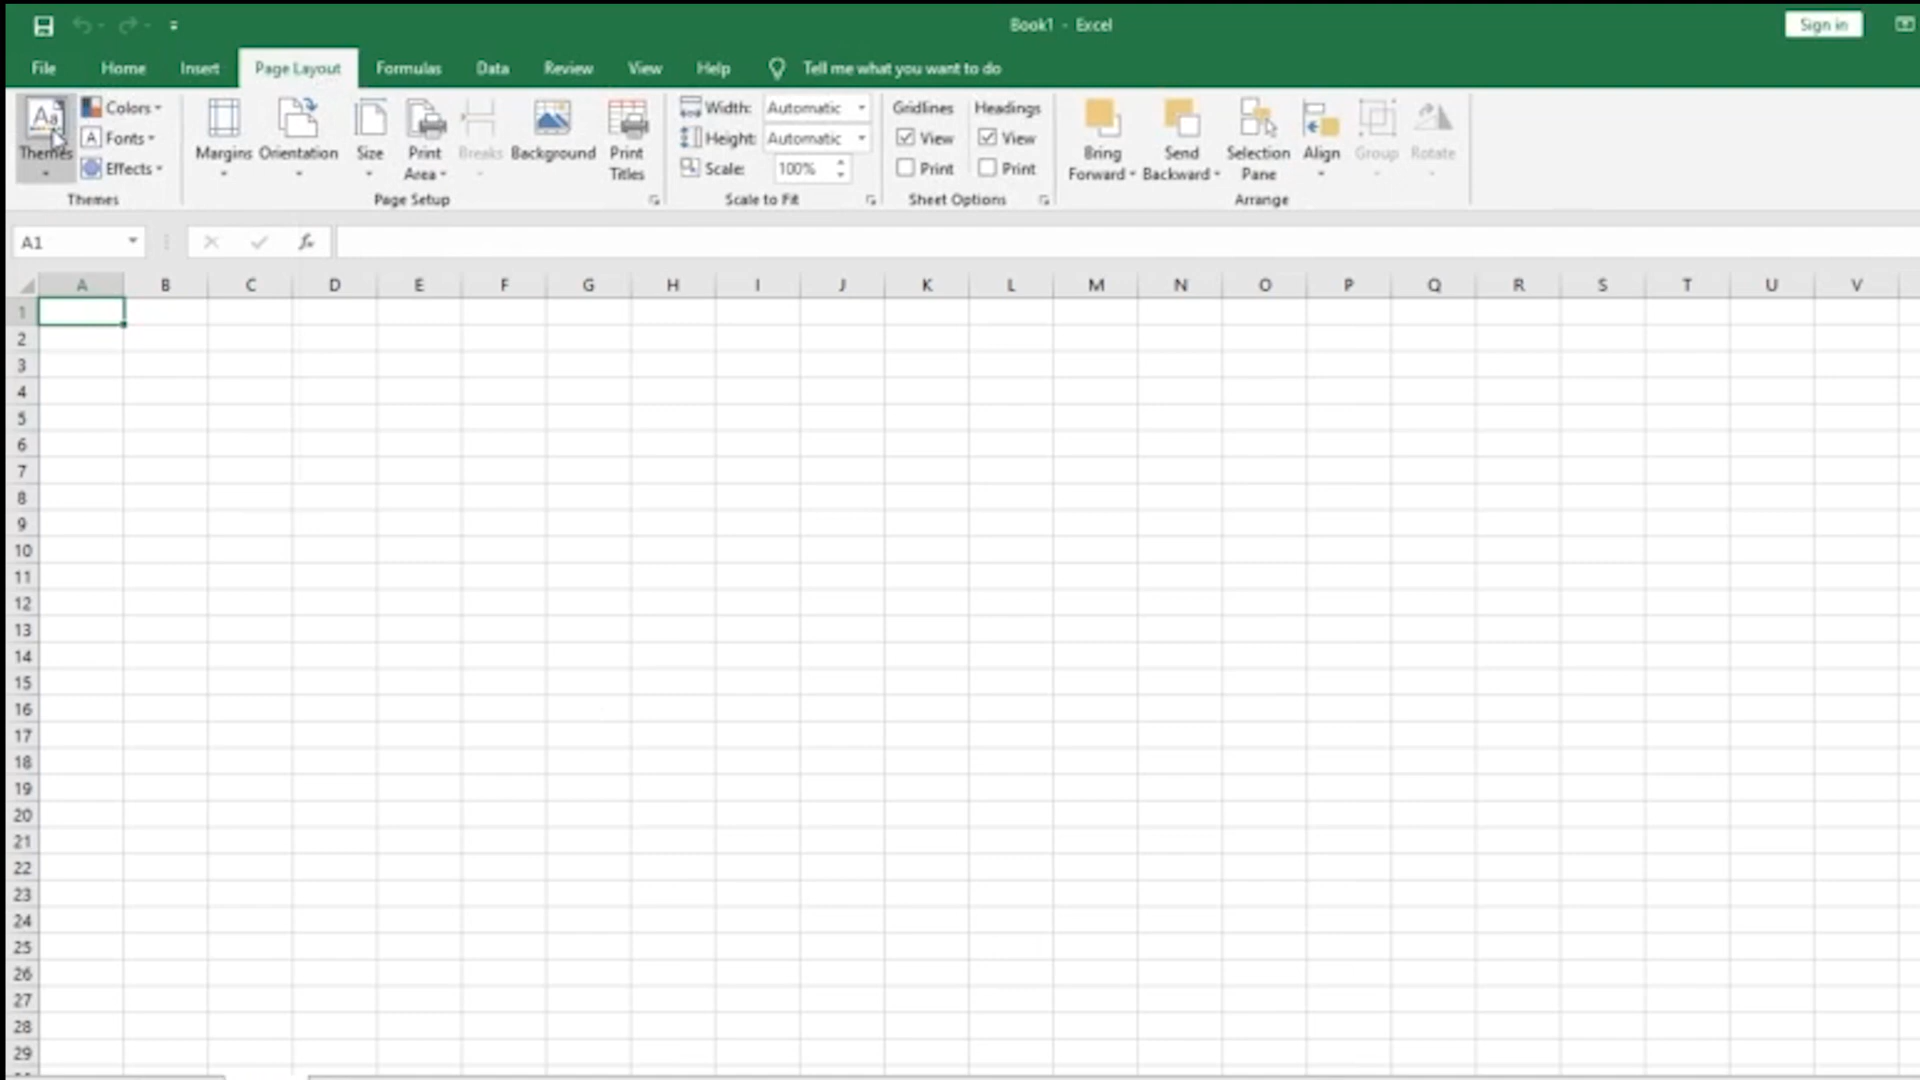 Book1 - Excel
Sign in
File Home Insert Page Layout Formulas Data Review View Help Tell me what you want to do
Aa Themes
Colors
A Fonts
Effects
Themes
Margins Orientation Size Print Area Breaks Background Print Titles
Page Setup
Width: Automatic
Height: Automatic
Scale: 100%
Scale to Fit
Gridlines Headings
View View
Print Print
Sheet Options
Bring Forward Send Backward Selection Pane Align Group Rotate
Arrange
A1 fx
A B C D E F G H I J K L M N O P Q R S T U V
1
2
3
4
5
6
7
8
9
10
11
12
13
14
15
16
17
18
19
20
21
22
23
24
25
26
27
28
29